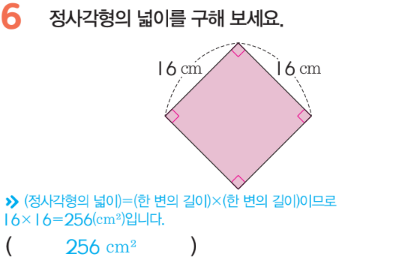 6 정사각형의 넓이를 구해 보세요.
16 cm 16 cm
» (정사각형의 넓이)=(한 변의 길이)×(한 변의 길이)이므로
16×16=256(cm²)입니다.
( 256 cm² )